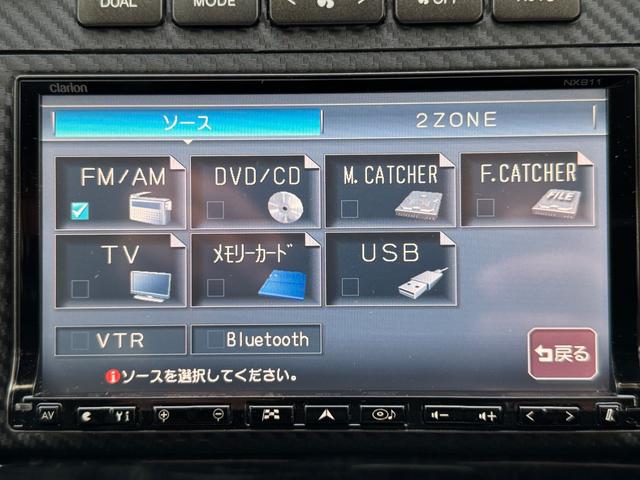 DUAL MODE OFF AUTO
Clarion NX811
ソース 2ZONE
FM/AM DVD/CD M.CATCHER F.CATCHER
FILE
TV メモリーカード USB
VTR Bluetooth
ソースを選択してください。
戻る
AV